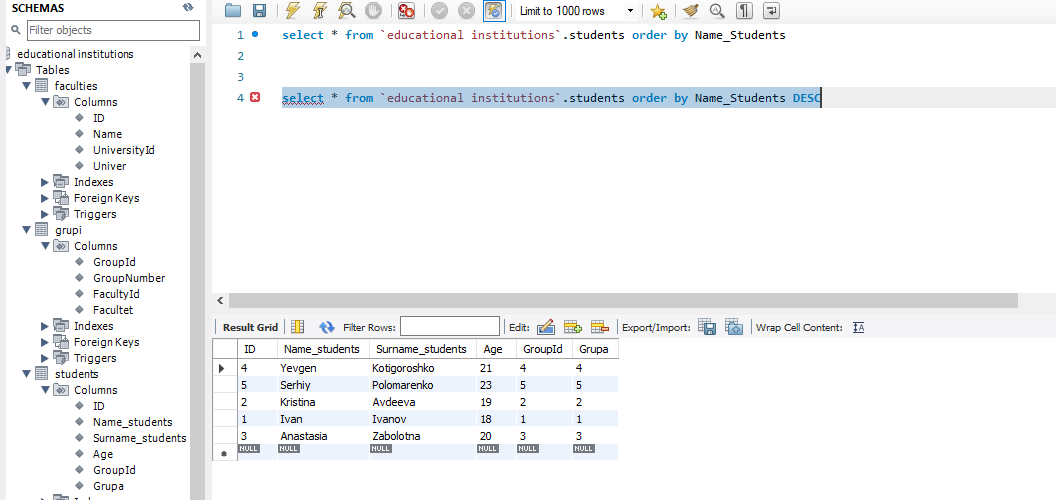 SCHEMAS
Filter objects
educational institutions
Tables
faculties
Columns
ID
Name
UniversityId
Univer
Indexes
Foreign Keys
Triggers
grupi
Columns
GroupId
GroupNumber
FacultyId
Facultet
Indexes
Foreign Keys
Triggers
students
Columns
ID
Name_students
Surname_students
Age
GroupId
Grupa
Limit to 1000 rows
1 select * from `educational institutions`.students order by Name_Students
2
3
4 select * from `educational institutions`.students order by Name_Students DESC
Result Grid Filter Rows: Edit: Export/Import: Wrap Cell Content: IA
ID Name_students Surname_students Age GroupId Grupa
4 Yevgen Kotigoroshko 21 4 4
5 Serhiy Polomarenko 23 5 5
2 Kristina Avdeeva 19 2 2
1 Ivan Ivanov 18 1 1
3 Anastasia Zabolotna 20 3 3
NULL NULL NULL NULL NULL NULL